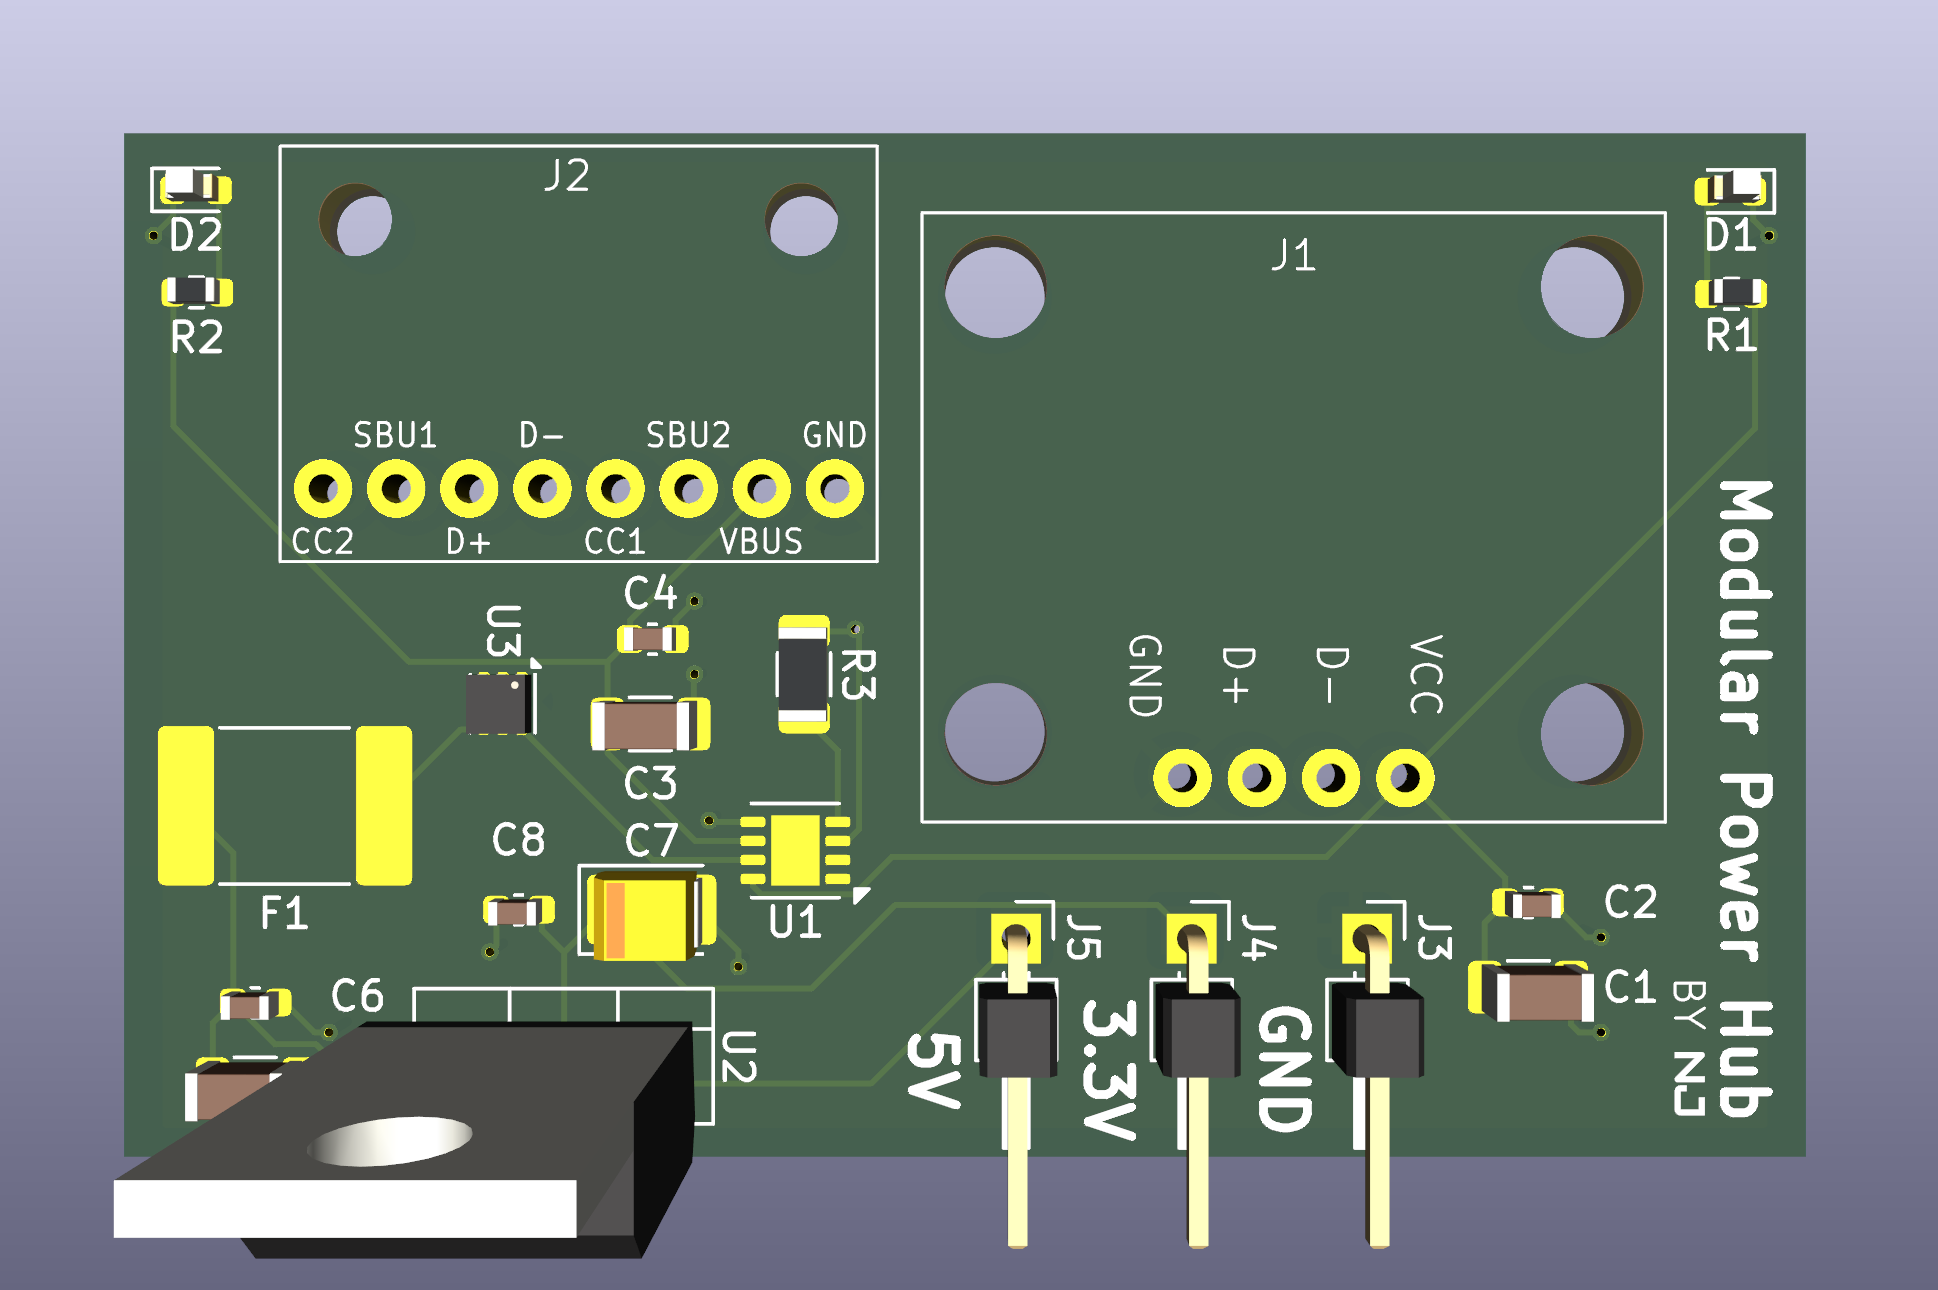 J2
D2
D1
J1
R2
R1
SBU1
D-
SBU2
GND
CC2
D+
CC1
VBUS
C4
U3
R3
GND
D+
D-
VCC
C3
C8
C7
F1
U1
C2
J5
J4
J3
C6
C1
U2
5V
3.3V
GND
Modular Power Hub
BY NJ